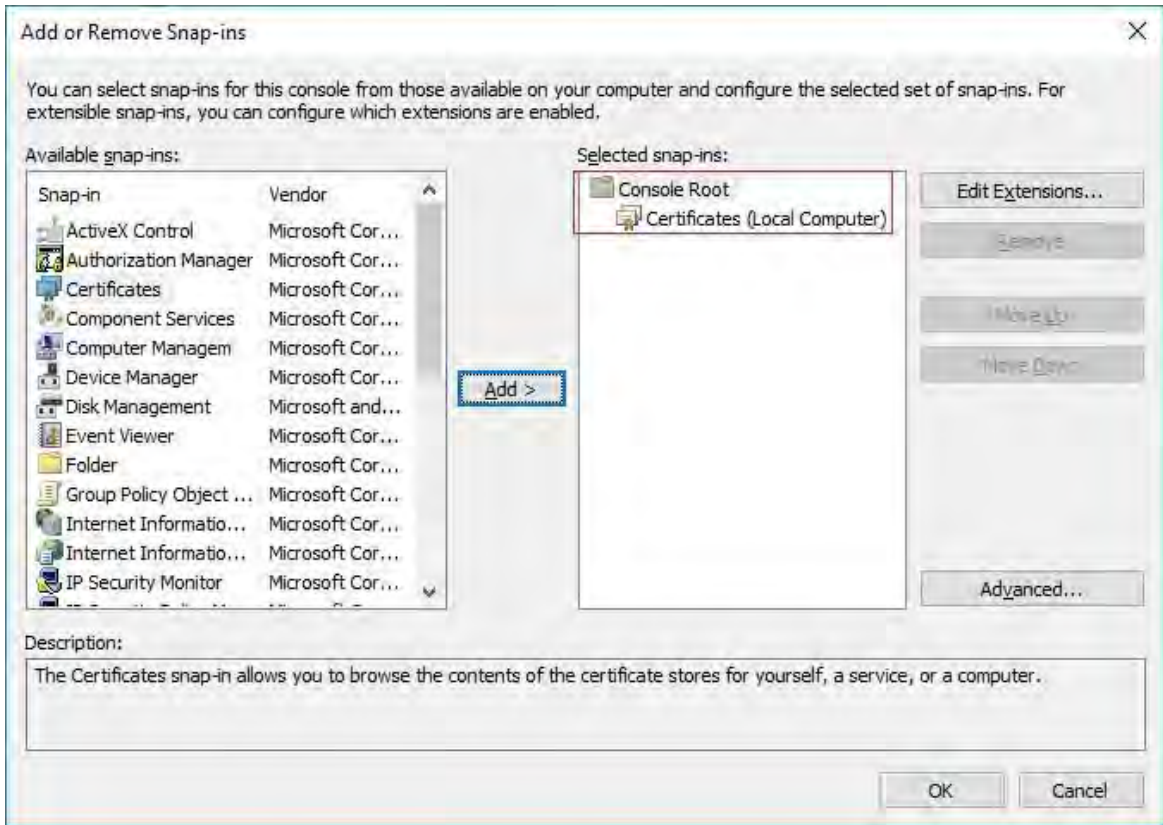 Add or Remove Snap-ins
You can select snap-ins for this console from those available on your computer and configure the selected set of snap-ins. For
extensible snap-ins, you can configure which extensions are enabled.
Available snap-ins:
Snap-in Vendor
ActiveX Control Microsoft Cor...
Authorization Manager Microsoft Cor...
Certificates Microsoft Cor...
Component Services Microsoft Cor...
Computer Managem Microsoft Cor...
Device Manager Microsoft Cor...
Disk Management Microsoft and...
Event Viewer Microsoft Cor...
Folder Microsoft Cor...
Group Policy Object ... Microsoft Cor...
Internet Informatio... Microsoft Cor...
Internet Informatio... Microsoft Cor...
IP Security Monitor Microsoft Cor...
Add >
Selected snap-ins:
Console Root
Certificates (Local Computer)
Edit Extensions...
Remove
Move Up
Move Down
Advanced...
Description:
The Certificates snap-in allows you to browse the contents of the certificate stores for yourself, a service, or a computer.
OK Cancel